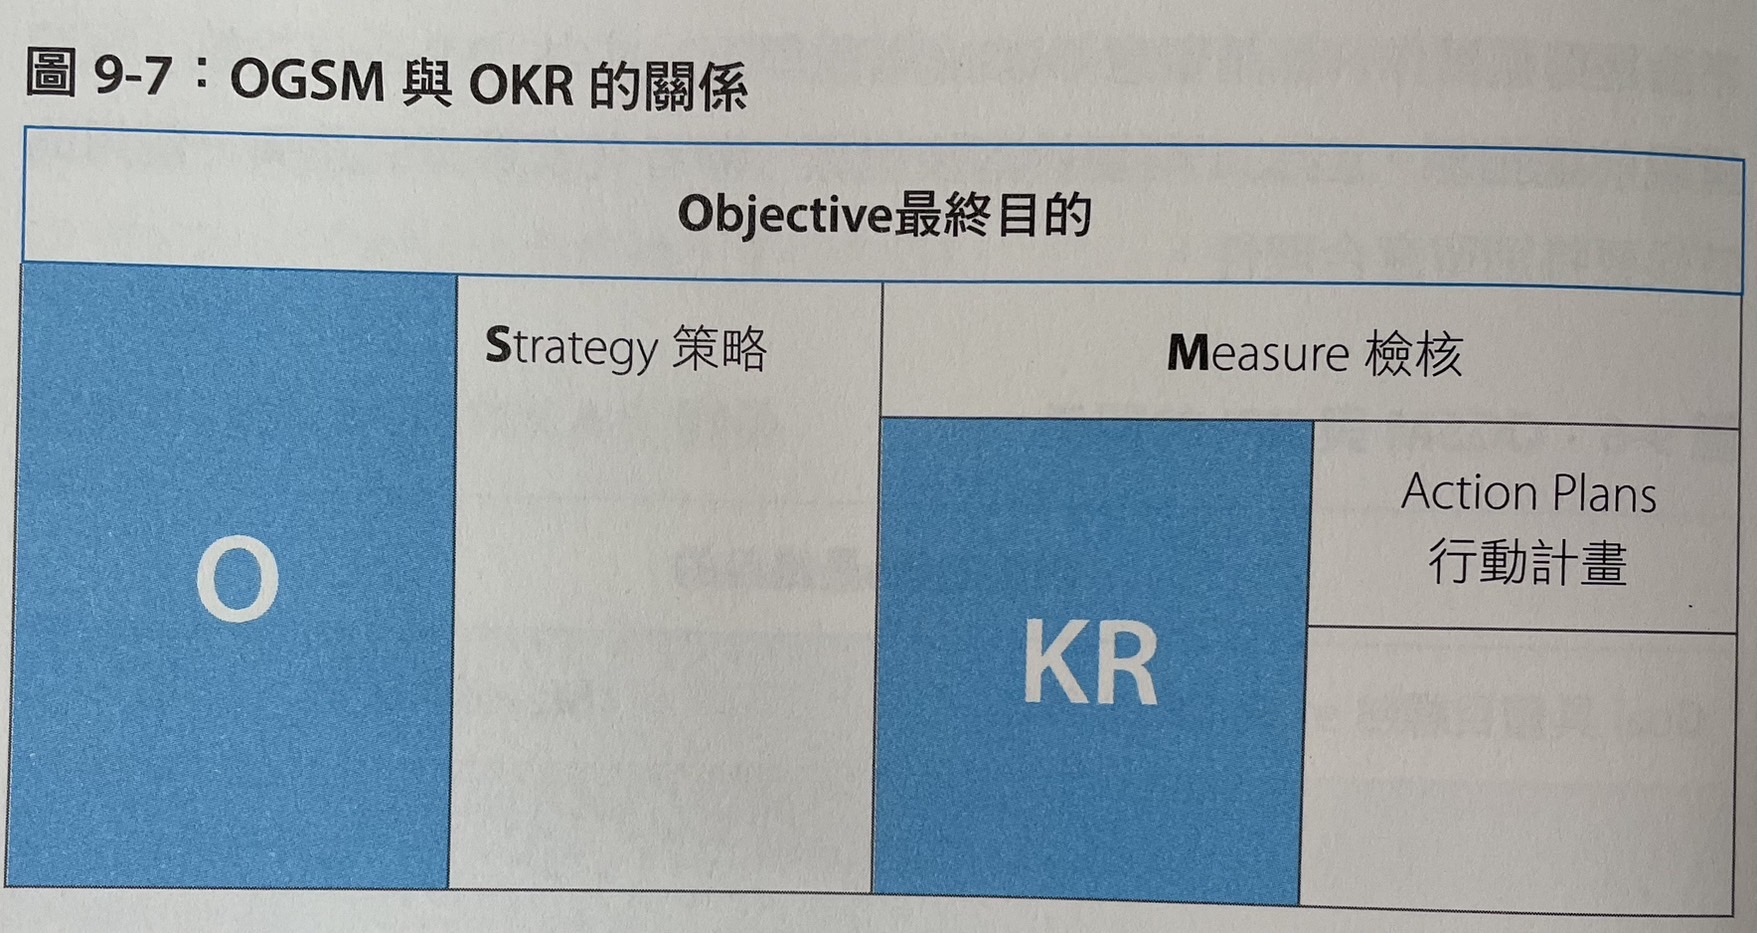 圖 9-7：OGSM 與 OKR 的關係
Objective最終目的
O
Strategy 策略
Measure 檢核
KR
Action Plans
行動計畫